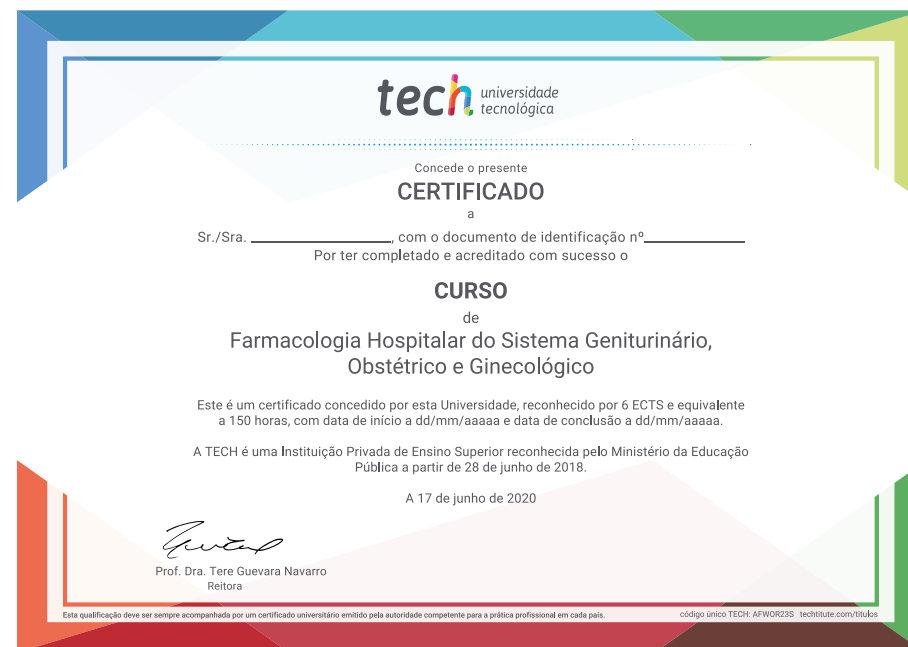 tech universidade
tecnológica
Concede o presente
CERTIFICADO
a
Sr./Sra. ____________, com o documento de identificação nº____________
Por ter completado e acreditado com sucesso o
CURSO
de
Farmacologia Hospitalar do Sistema Geniturinário,
Obstétrico e Ginecológico
Este é um certificado concedido por esta Universidade, reconhecido por 6 ECTS e equivalente
a 150 horas, com data de início a dd/mm/aaaaa e data de conclusão a dd/mm/aaaaa.
A TECH é uma Instituição Privada de Ensino Superior reconhecida pelo Ministério da Educação
Pública a partir de 28 de junho de 2018.
A 17 de junho de 2020
Prof. Dra. Tere Guevara Navarro
Reitora
Esta qualificação deve ser sempre acompanhada por um certificado universitário emitido pela autoridade competente para a prática profissional em cada país.
código único TECH: AFWOR23S techtitute.com/titulos